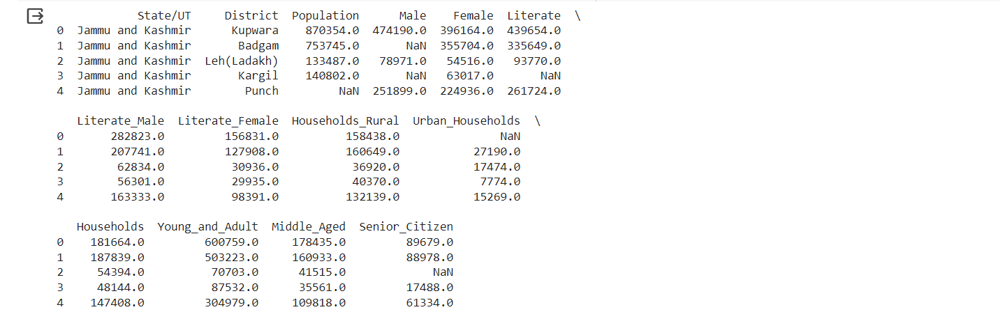 State/UT District Population Male Female Literate \
0 Jammu and Kashmir Kupwara 870354.0 474190.0 396164.0 439654.0
1 Jammu and Kashmir Badgam 753745.0 NaN 355704.0 335649.0
2 Jammu and Kashmir Leh(Ladakh) 133487.0 78971.0 54516.0 93770.0
3 Jammu and Kashmir Kargil 140802.0 NaN 63017.0 NaN
4 Jammu and Kashmir Punch NaN 251899.0 224936.0 261724.0
Literate_Male Literate_Female Households_Rural Urban_Households \
0 282823.0 156831.0 158438.0 NaN
1 207741.0 127908.0 160649.0 27190.0
2 62834.0 30936.0 36920.0 17474.0
3 56301.0 29935.0 40370.0 7774.0
4 163333.0 98391.0 132139.0 15269.0
Households Young_and_Adult Middle_Aged Senior_Citizen
0 181664.0 600759.0 178435.0 89679.0
1 187839.0 503223.0 160933.0 88978.0
2 54394.0 70703.0 41515.0 NaN
3 48144.0 87532.0 35561.0 17488.0
4 147408.0 304979.0 109818.0 61334.0